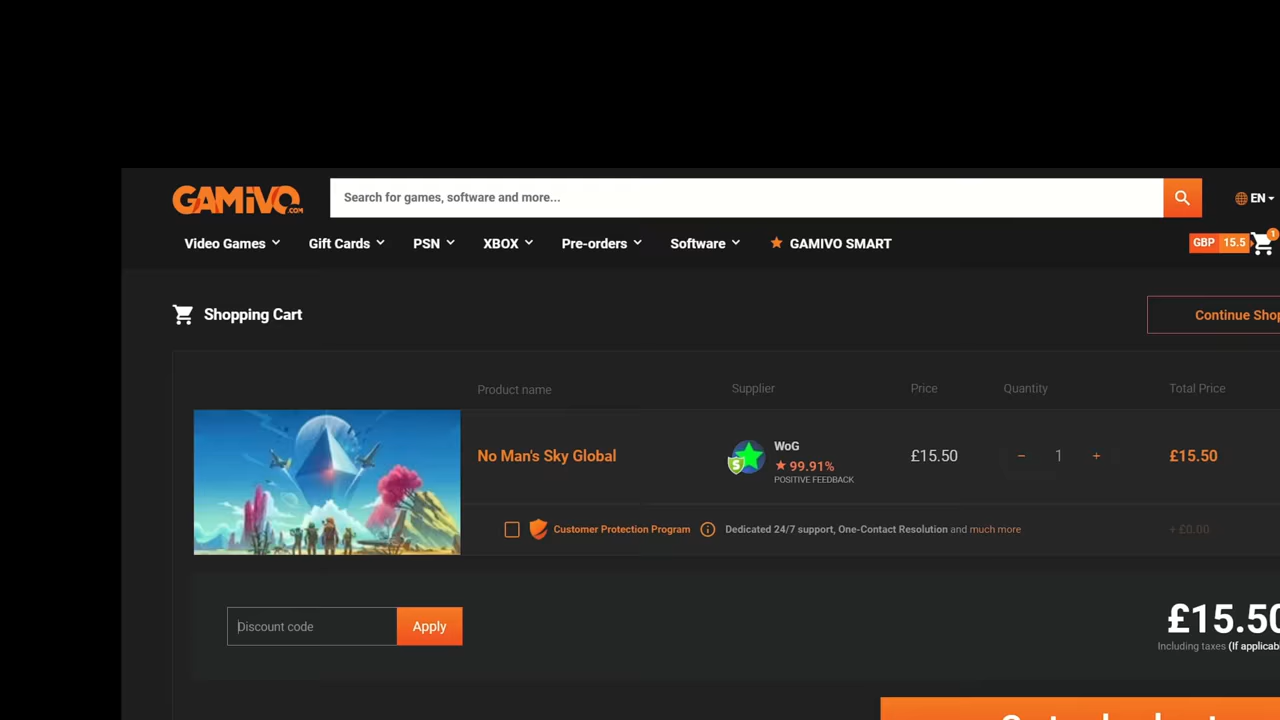 GAMIVO.COM
Search for games, software and more...
EN
Video Games
Gift Cards
PSN
XBOX
Pre-orders
Software
GAMIVO SMART
GBP 15.5
1
Shopping Cart
Continue Shop
Product name
Supplier
Price
Quantity
Total Price
No Man's Sky Global
WoG
99.91%
POSITIVE FEEDBACK
£15.50
− 1 +
£15.50
Customer Protection Program
Dedicated 24/7 support, One-Contact Resolution and much more
+ £0.00
Discount code
Apply
£15.50
Including taxes (If applicab